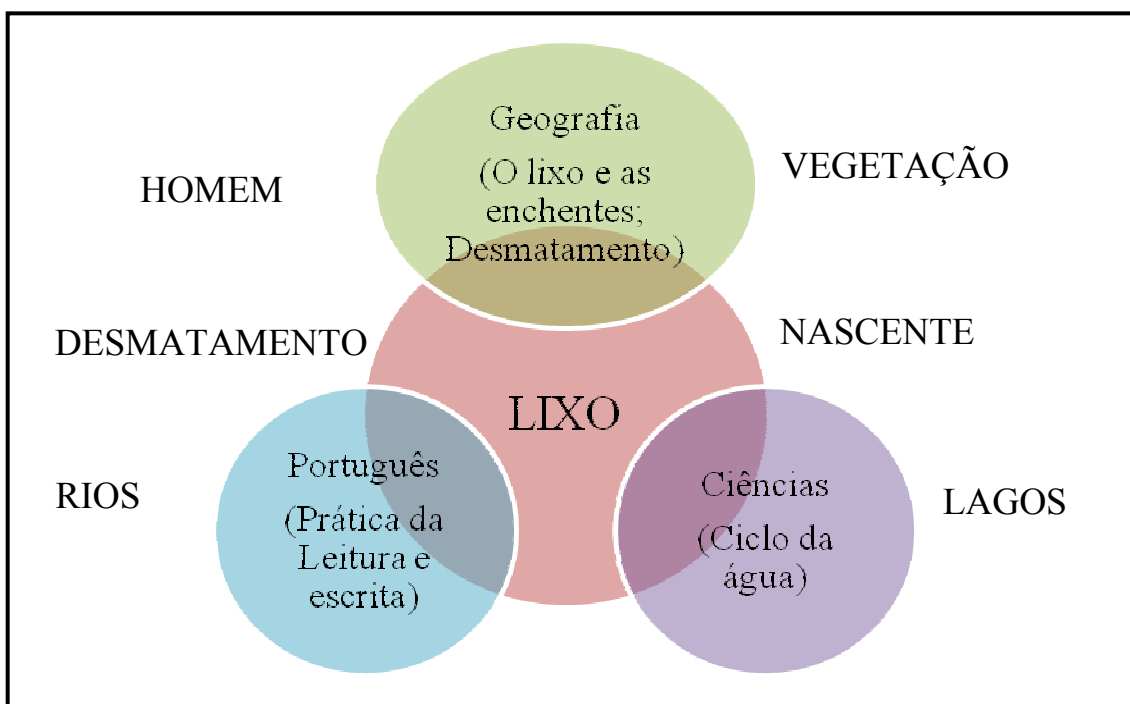 Geografia
(O lixo e as
enchentes;
Desmatamento)
HOMEM
VEGETAÇÃO
DESMATAMENTO
NASCENTE
LIXO
Português
(Prática da
Leitura e
escrita)
Ciências
(Ciclo da
água)
RIOS
LAGOS